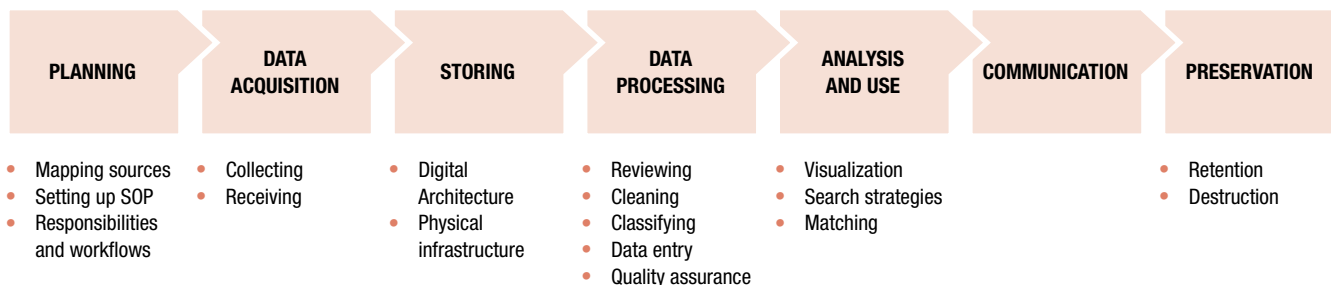 PLANNING
DATA
ACQUISITION
STORING
DATA
PROCESSING
ANALYSIS
AND USE
COMMUNICATION
PRESERVATION
• Mapping sources
• Setting up SOP
• Responsibilities
and workflows
• Collecting
• Receiving
• Digital
Architecture
• Physical
infrastructure
• Reviewing
• Cleaning
• Classifying
• Data entry
• Quality assurance
• Visualization
• Search strategies
• Matching
• Retention
• Destruction